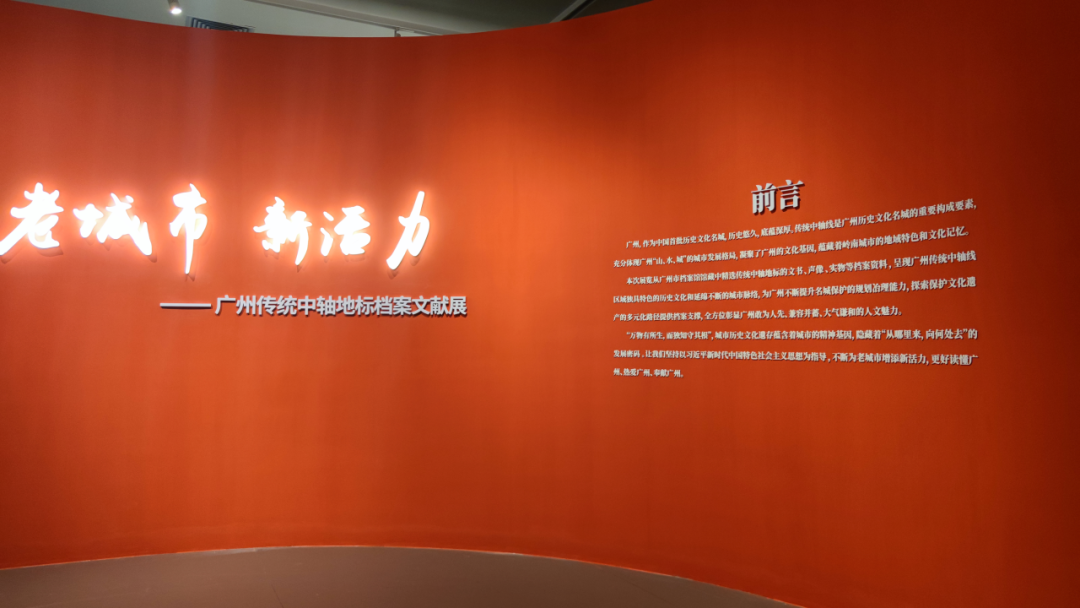 老城市 新活力
——广州传统中轴地标档案文献展
前言
广州,作为中国首批历史文化名城,历史悠久,底蕴深厚。传统中轴线是广州历史文化名城的重要构成要素,
充分体现广州“山、水、城”的城市发展格局,凝聚了广州的文化基因,蕴藏着岭南城市的地域特色和文化记忆。
本次展览从广州市档案馆馆藏中精选传统中轴地标的文书、声像、实物等档案资料,呈现广州传统中轴线
区域独具特色的历史文化和延绵不断的城市脉络,为广州不断提升名城保护的规划治理能力,探索保护文化遗
产的多元化路径提供档案支撑,全方位彰显广州敢为人先、兼容并蓄、大气谦和的人文魅力。
“万物有所生,而独知守其根”,城市历史文化遗存蕴含着城市的精神基因,隐藏着“从哪里来,向何处去”的
发展密码。让我们坚持以习近平新时代中国特色社会主义思想为指导,不断为老城市增添新活力,更好读懂广
州、热爱广州、奉献广州。